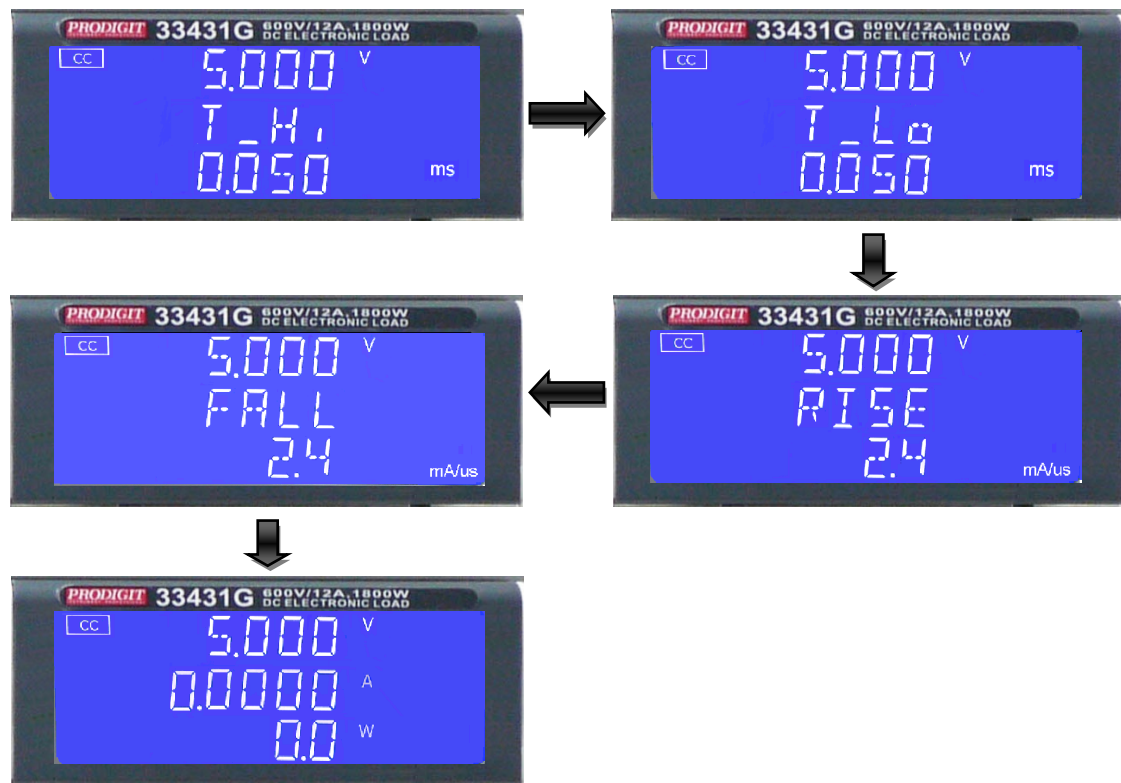 PRODIGIT 33431G 600V/12A,1800W
DC ELECTRONIC LOAD
CC 5.000 V
T_Hi
0.050 ms
PRODIGIT 33431G 600V/12A,1800W
DC ELECTRONIC LOAD
CC 5.000 V
T_Lo
0.050 ms
PRODIGIT 33431G 600V/12A,1800W
DC ELECTRONIC LOAD
CC 5.000 V
FALL
2.4 mA/us
PRODIGIT 33431G 600V/12A,1800W
DC ELECTRONIC LOAD
CC 5.000 V
RISE
2.4 mA/us
PRODIGIT 33431G 600V/12A,1800W
DC ELECTRONIC LOAD
CC 5.000 V
0.0000 A
0.0 W